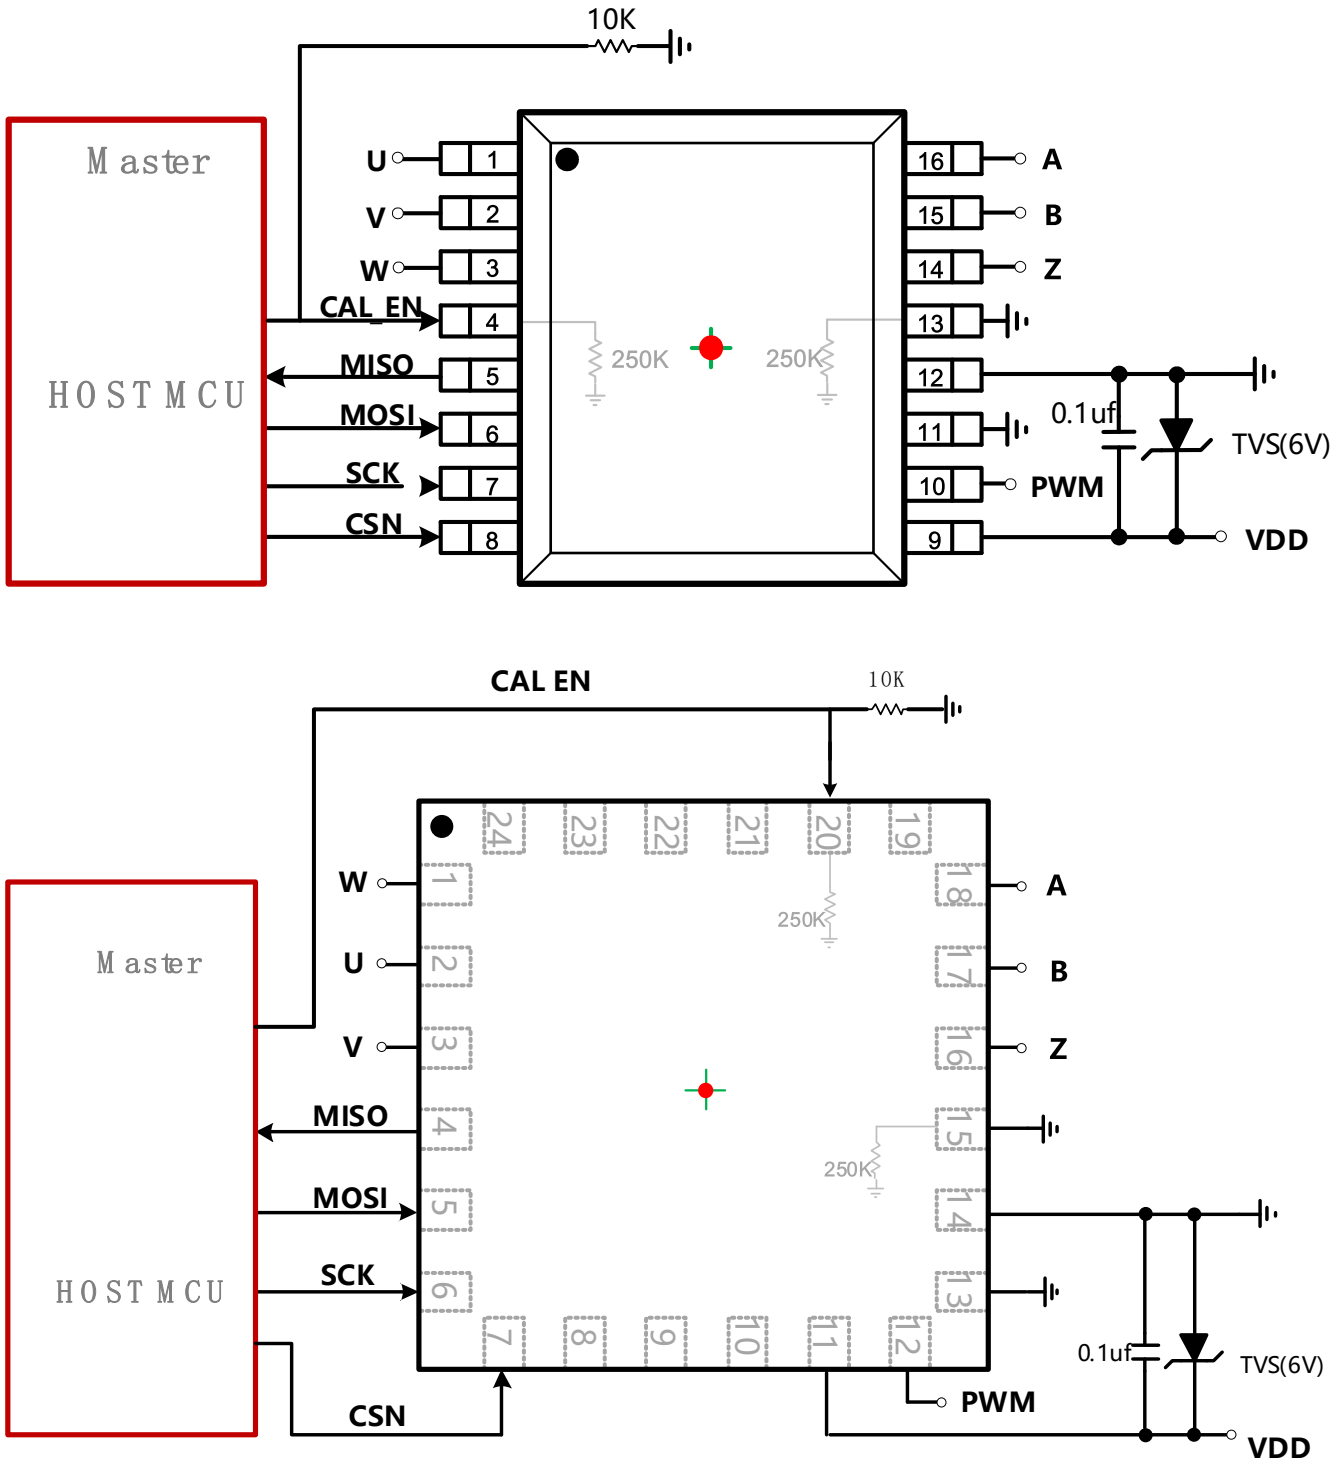 10K
Master
HOST MCU
U
1
16
A
V
2
15
B
W
3
14
Z
CAL_EN
4
13
250K
250K
MISO
5
12
MOSI
6
11
0.1uf
TVS(6V)
SCK
7
10
PWM
CSN
8
9
VDD
CAL EN
10K
24
23
22
21
20
19
W
1
18
A
250K
Master
U
2
17
B
V
3
16
Z
MISO
4
15
250K
MOSI
5
14
HOST MCU
SCK
6
13
7
8
9
10
11
12
0.1uf
TVS(6V)
CSN
PWM
VDD